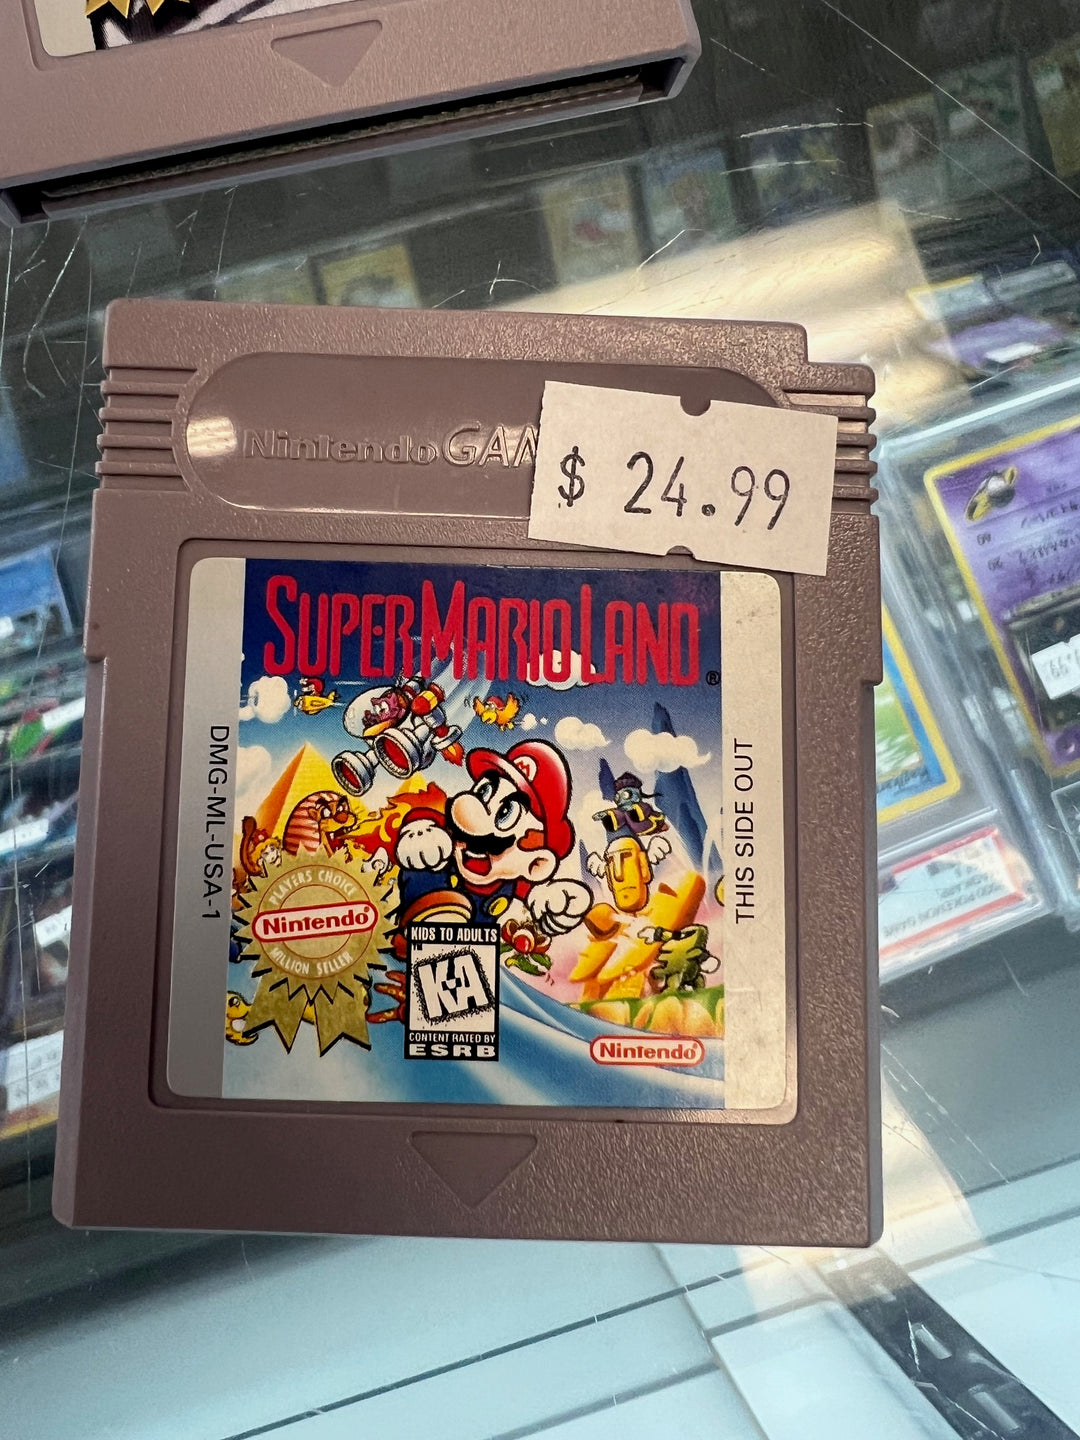 Nintendo GAM
$ 24.99
SUPER MARIO LAND®
DMG-ML-USA-1
THIS SIDE OUT
PLAYERS CHOICE
Nintendo®
MILLION SELLER
KIDS TO ADULTS
K-A
CONTENT RATED BY
ESRB
Nintendo®